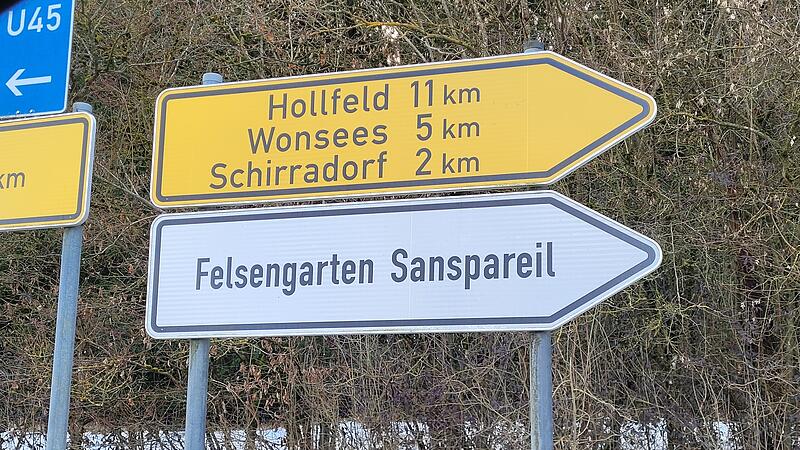 U45
km
Hollfeld 11 km
Wonsees 5 km
Schirradorf 2 km
Felsengarten Sanspareil